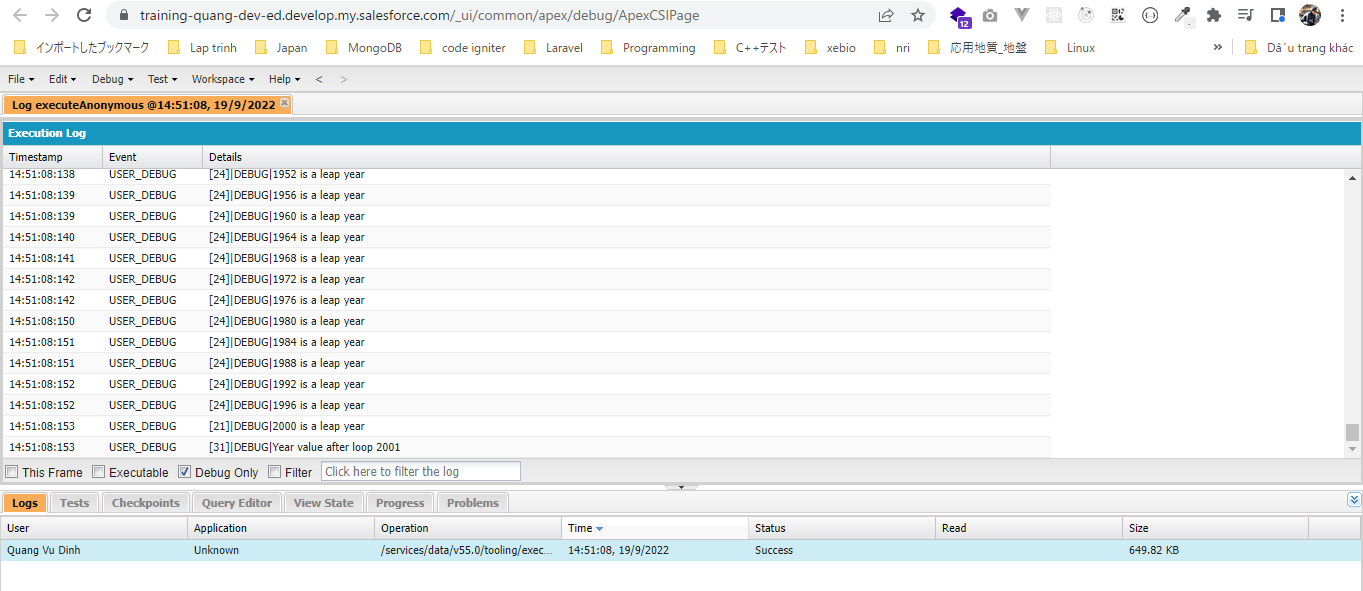 training-quang-dev-ed.develop.my.salesforce.com/_ui/common/apex/debug/ApexCSIPage
12
インポートしたブックマーク Lap trinh Japan MongoDB code igniter Laravel Programming C++テスト xebio nri 応用地質_地盤 Linux » Dấu trang khác
File Edit Debug Test Workspace Help < >
Log executeAnonymous @14:51:08, 19/9/2022
Execution Log
Timestamp Event Details
14:51:08:138 USER_DEBUG [24]|DEBUG|1952 is a leap year
14:51:08:139 USER_DEBUG [24]|DEBUG|1956 is a leap year
14:51:08:139 USER_DEBUG [24]|DEBUG|1960 is a leap year
14:51:08:140 USER_DEBUG [24]|DEBUG|1964 is a leap year
14:51:08:141 USER_DEBUG [24]|DEBUG|1968 is a leap year
14:51:08:142 USER_DEBUG [24]|DEBUG|1972 is a leap year
14:51:08:142 USER_DEBUG [24]|DEBUG|1976 is a leap year
14:51:08:150 USER_DEBUG [24]|DEBUG|1980 is a leap year
14:51:08:151 USER_DEBUG [24]|DEBUG|1984 is a leap year
14:51:08:151 USER_DEBUG [24]|DEBUG|1988 is a leap year
14:51:08:152 USER_DEBUG [24]|DEBUG|1992 is a leap year
14:51:08:152 USER_DEBUG [24]|DEBUG|1996 is a leap year
14:51:08:153 USER_DEBUG [21]|DEBUG|2000 is a leap year
14:51:08:153 USER_DEBUG [31]|DEBUG|Year value after loop 2001
This Frame Executable Debug Only Filter Click here to filter the log
Logs Tests Checkpoints Query Editor View State Progress Problems
User Application Operation Time Status Read Size
Quang Vu Dinh Unknown /services/data/v55.0/tooling/exec... 14:51:08, 19/9/2022 Success 649.82 KB